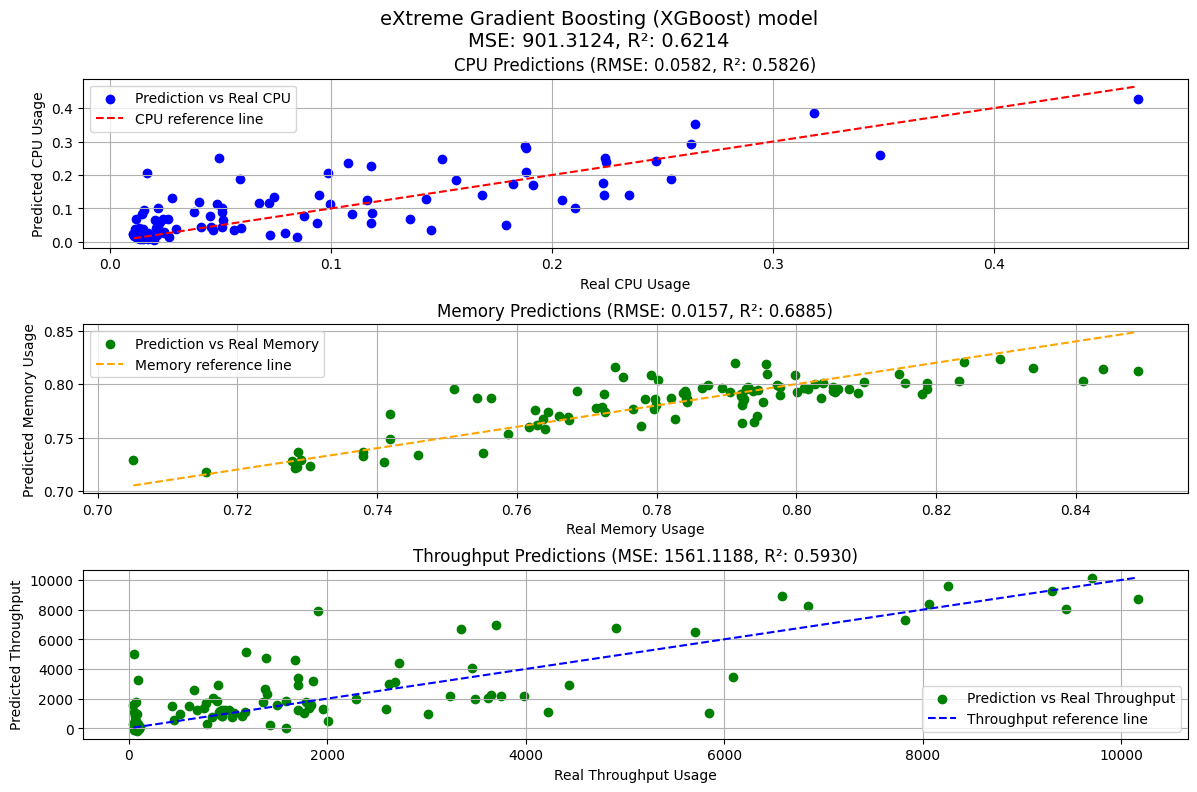 eXtreme Gradient Boosting (XGBoost) model
MSE: 901.3124, R²: 0.6214
CPU Predictions (RMSE: 0.0582, R²: 0.5826)
Prediction vs Real CPU
CPU reference line
Predicted CPU Usage
0.4
0.3
0.2
0.1
0.0
0.0 0.1 0.2 0.3 0.4
Real CPU Usage
Memory Predictions (RMSE: 0.0157, R²: 0.6885)
Prediction vs Real Memory
Memory reference line
Predicted Memory Usage
0.85
0.80
0.75
0.70
0.70 0.72 0.74 0.76 0.78 0.80 0.82 0.84
Real Memory Usage
Throughput Predictions (MSE: 1561.1188, R²: 0.5930)
Predicted Throughput
10000
8000
6000
4000
2000
0
Prediction vs Real Throughput
Throughput reference line
0 2000 4000 6000 8000 10000
Real Throughput Usage